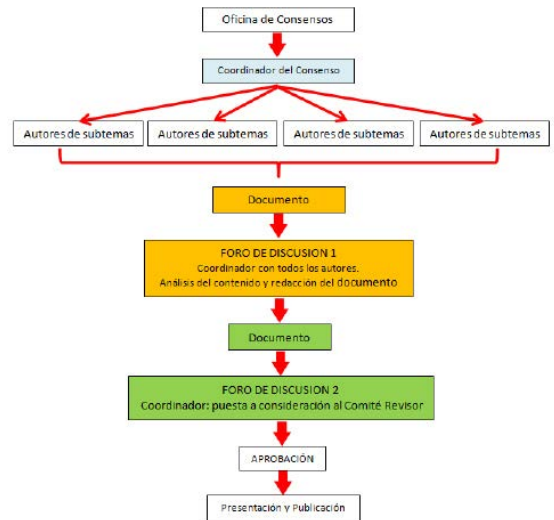 Oficina de Consensos
Coordinador del Consenso
Autores de subtemas
Autores de subtemas
Autores de subtemas
Autores de subtemas
Documento
FORO DE DISCUSION 1
Coordinador con todos los autores.
Análisis del contenido y redacción del documento
Documento
FORO DE DISCUSION 2
Coordinador: puesta a consideración al Comité Revisor
APROBACIÓN
Presentación y Publicación